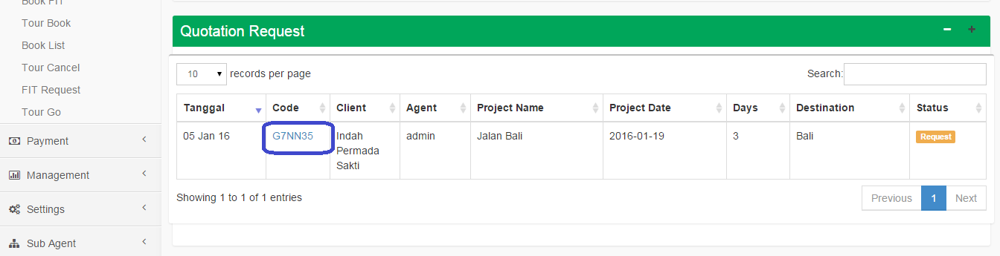 Book FIT
Tour Book
Book List
Tour Cancel
FIT Request
Tour Go
Payment
Management
Settings
Sub Agent
Quotation Request
10 records per page
Search:
Tanggal Code Client Agent Project Name Project Date Days Destination Status
05 Jan 16 G7NN35 Indah admin Jalan Bali 2016-01-19 3 Bali Request
Permada
Sakti
Showing 1 to 1 of 1 entries
Previous 1 Next